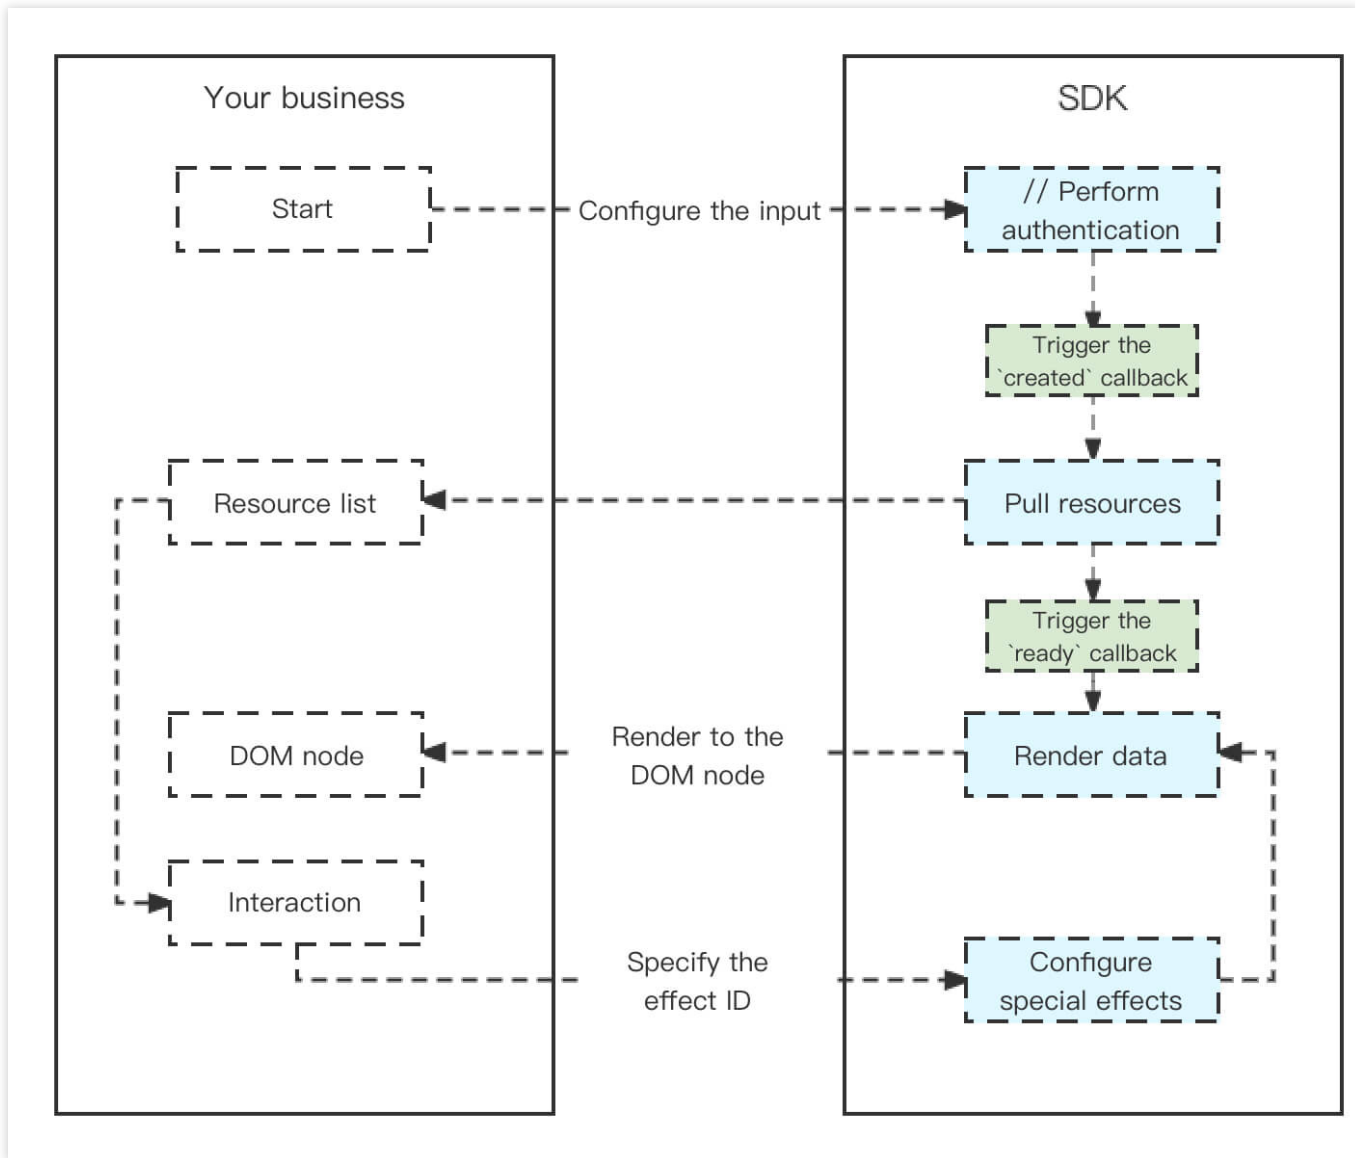 Your business
SDK
Start
Configure the input
// Perform
authentication
Trigger the
`created` callback
Resource list
Pull resources
Trigger the
`ready` callback
DOM node
Render to the
DOM node
Render data
Interaction
Specify the
effect ID
Configure
special effects